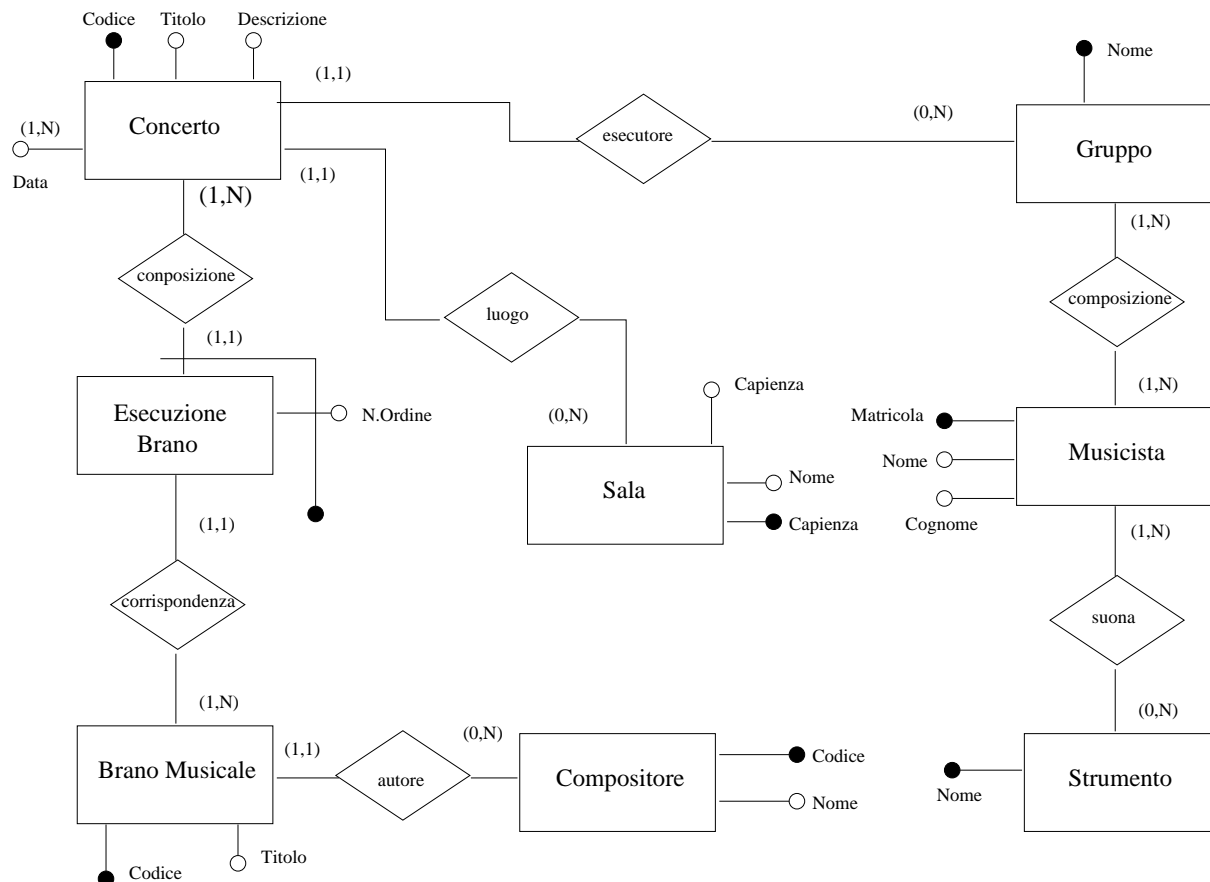 Codice
Titolo
Descrizione
(1,1)
Nome
(1,N)
Concerto
esecutore
(0,N)
Gruppo
Data
(1,1)
(1,N)
(1,N)
conposizione
luogo
composizione
(1,1)
(1,N)
Esecuzione
Brano
N.Ordine
(0,N)
Capienza
Matricola
Nome
Cognome
Musicista
Sala
Nome
Capienza
(1,1)
(1,N)
corrispondenza
suona
(1,N)
(0,N)
Brano Musicale
(1,1)
autore
(0,N)
Compositore
Codice
Nome
Nome
Strumento
Codice
Titolo